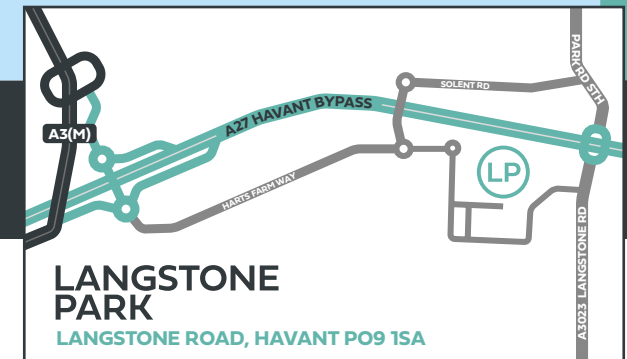 PARK RD STH
SOLENT RD
A27 HAVANT BYPASS
A3(M)
LP
HARTS FARM WAY
A3023 LANGSTONE RD
LANGSTONE
PARK
LANGSTONE ROAD, HAVANT PO9 1SA